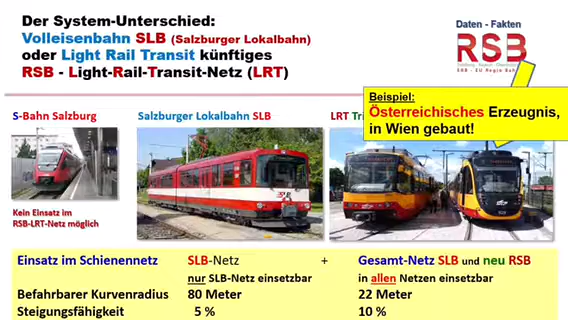 Der System-Unterschied:
Volleisenbahn SLB (Salzburger Lokalbahn)
oder Light Rail Transit künftiges
RSB - Light-Rail-Transit-Netz (LRT)
Daten - Fakten
RSB
Beispiel:
Österreichisches Erzeugnis,
in Wien gebaut!
S-Bahn Salzburg
Salzburger Lokalbahn SLB
LRT
Kein Einsatz im
RSB-LRT-Netz möglich
Einsatz im Schienennetz SLB-Netz + Gesamt-Netz SLB und neu RSB
nur SLB-Netz einsetzbar in allen Netzen einsetzbar
Befahrbarer Kurvenradius 80 Meter 22 Meter
Steigungsfähigkeit 5 % 10 %